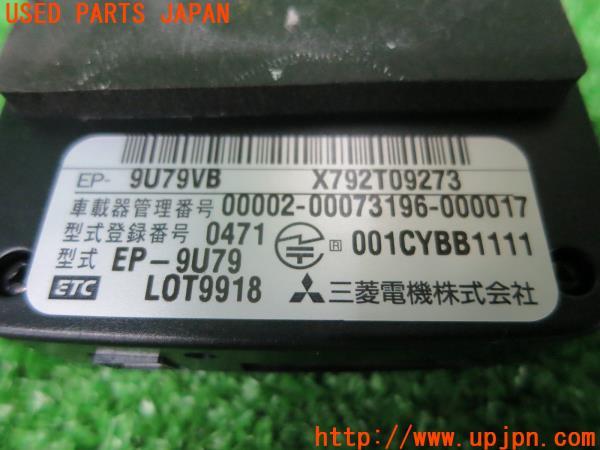 USED PARTS JAPAN
EP- 9U79VB X792T09273
車載器管理番号 00002-00073196-000017
型式登録番号 0471 R 001CYBB1111
型式 EP-9U79
ETC LOT9918 三菱電機株式会社
UPJ http://www.upjpn.com